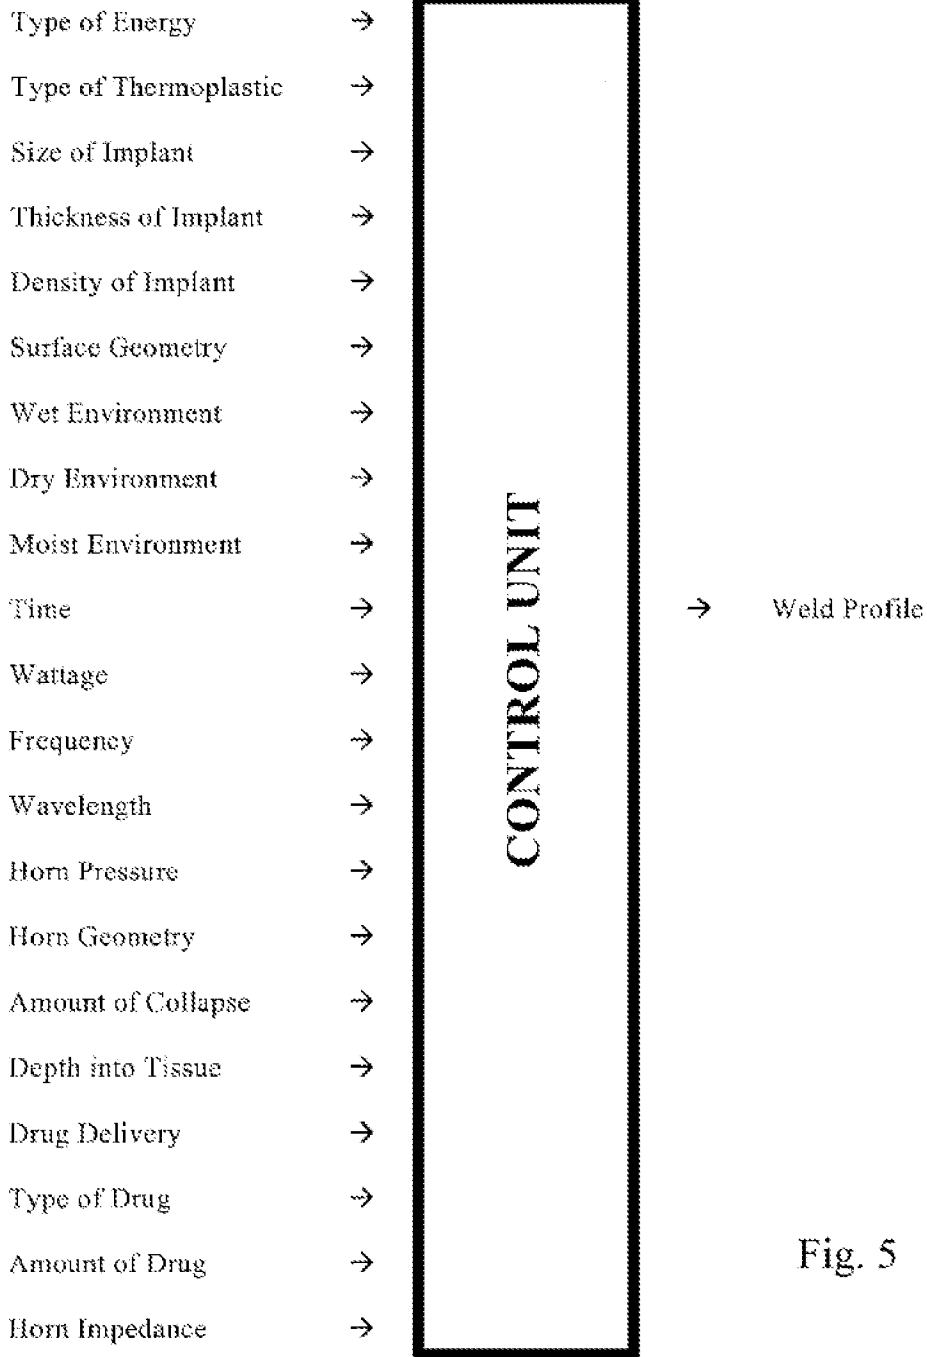 Type of Energy →
Type of Thermoplastic →
Size of Implant →
Thickness of Implant →
Density of Implant →
Surface Geometry →
Wet Environment →
Dry Environment →
Moist Environment →
Time →
Wattage →
Frequency →
Wavelength →
Horn Pressure →
Horn Geometry →
Amount of Collapse →
Depth into Tissue →
Drug Delivery →
Type of Drug →
Amount of Drug →
Horn Impedance →
CONTROL UNIT
→ Weld Profile
Fig. 5